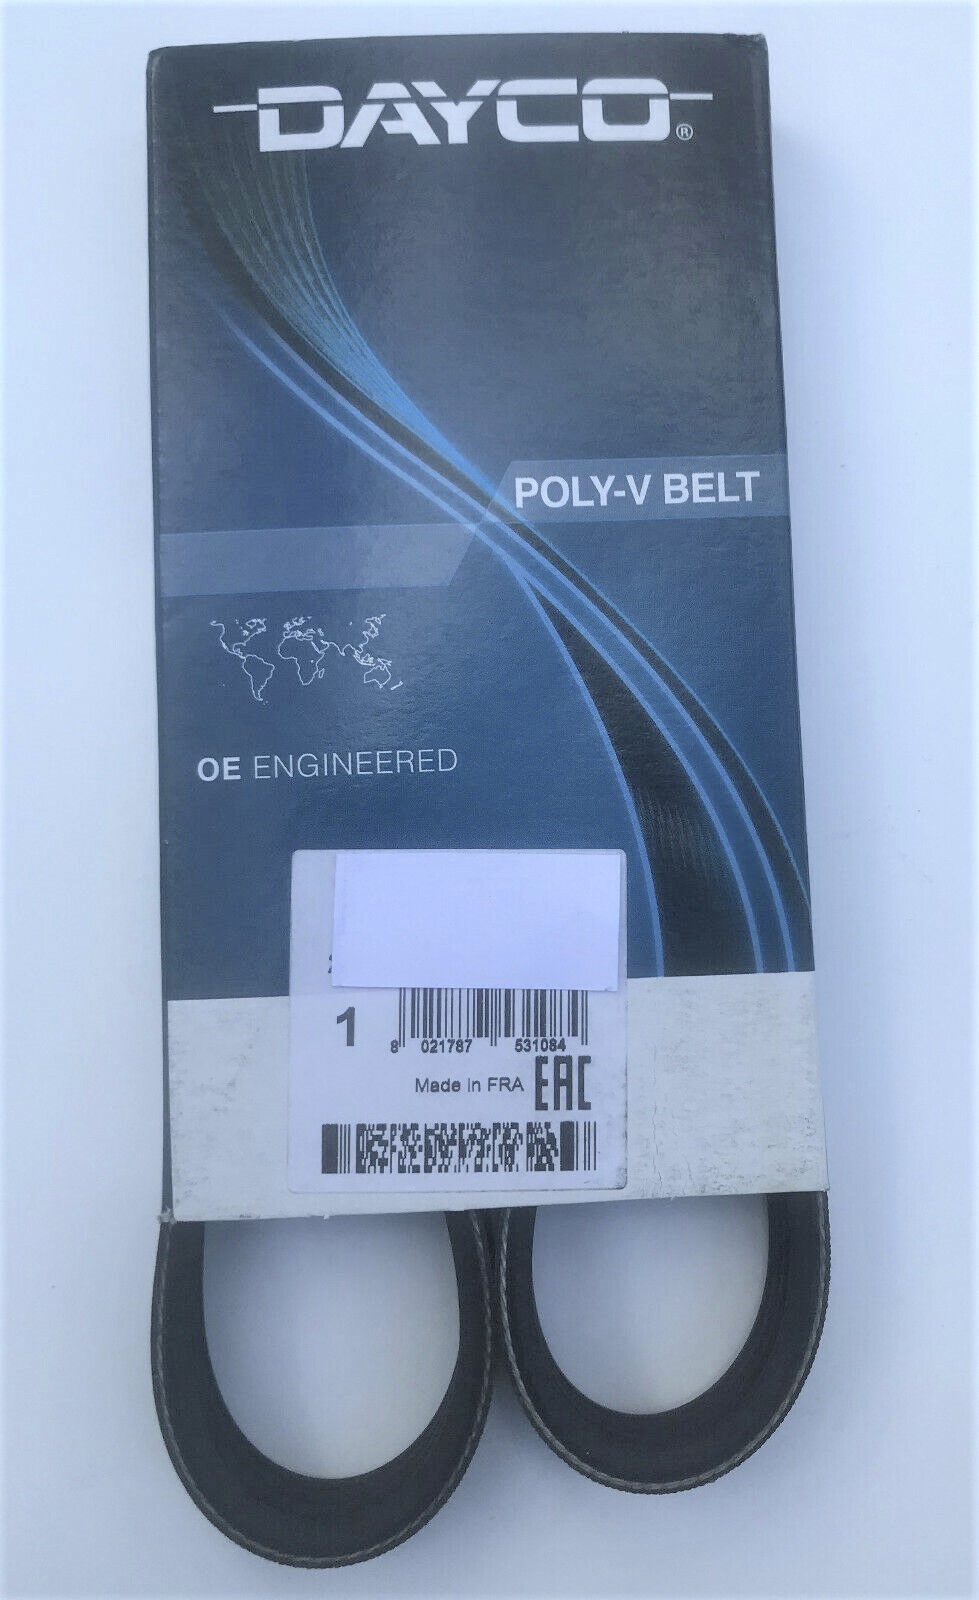 DAYCO®
POLY-V BELT
OE ENGINEERED
1
8 021787 531084
Made in FRA EAC